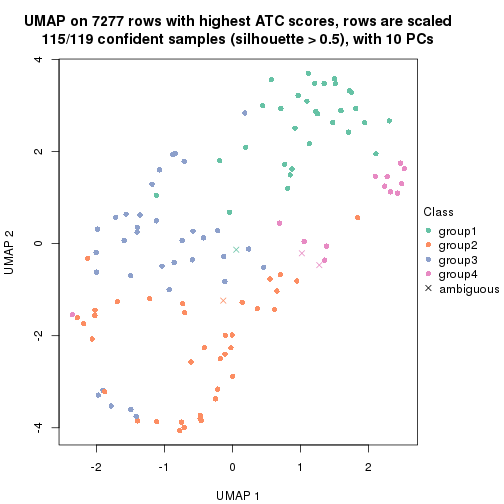 UMAP on 7277 rows with highest ATC scores, rows are scaled
115/119 confident samples (silhouette > 0.5), with 10 PCs
4
2
0
-2
-4
UMAP 2
-2 -1 0 1 2
UMAP 1
Class
group1
group2
group3
group4
ambiguous